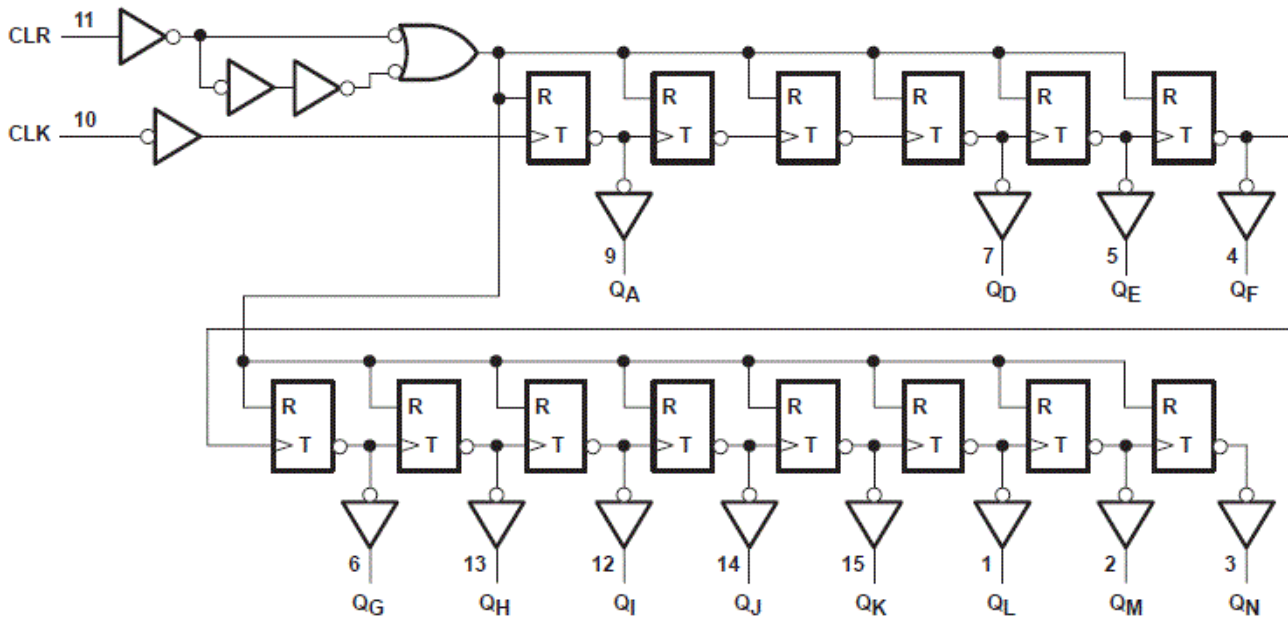 CLR 11
CLK 10
R R R R R R
T T T T T T
9 7 5 4
QA QD QE QF
R R R R R R R R
T T T T T T T T
6 13 12 14 15 1 2 3
QG QH QI QJ QK QL QM QN